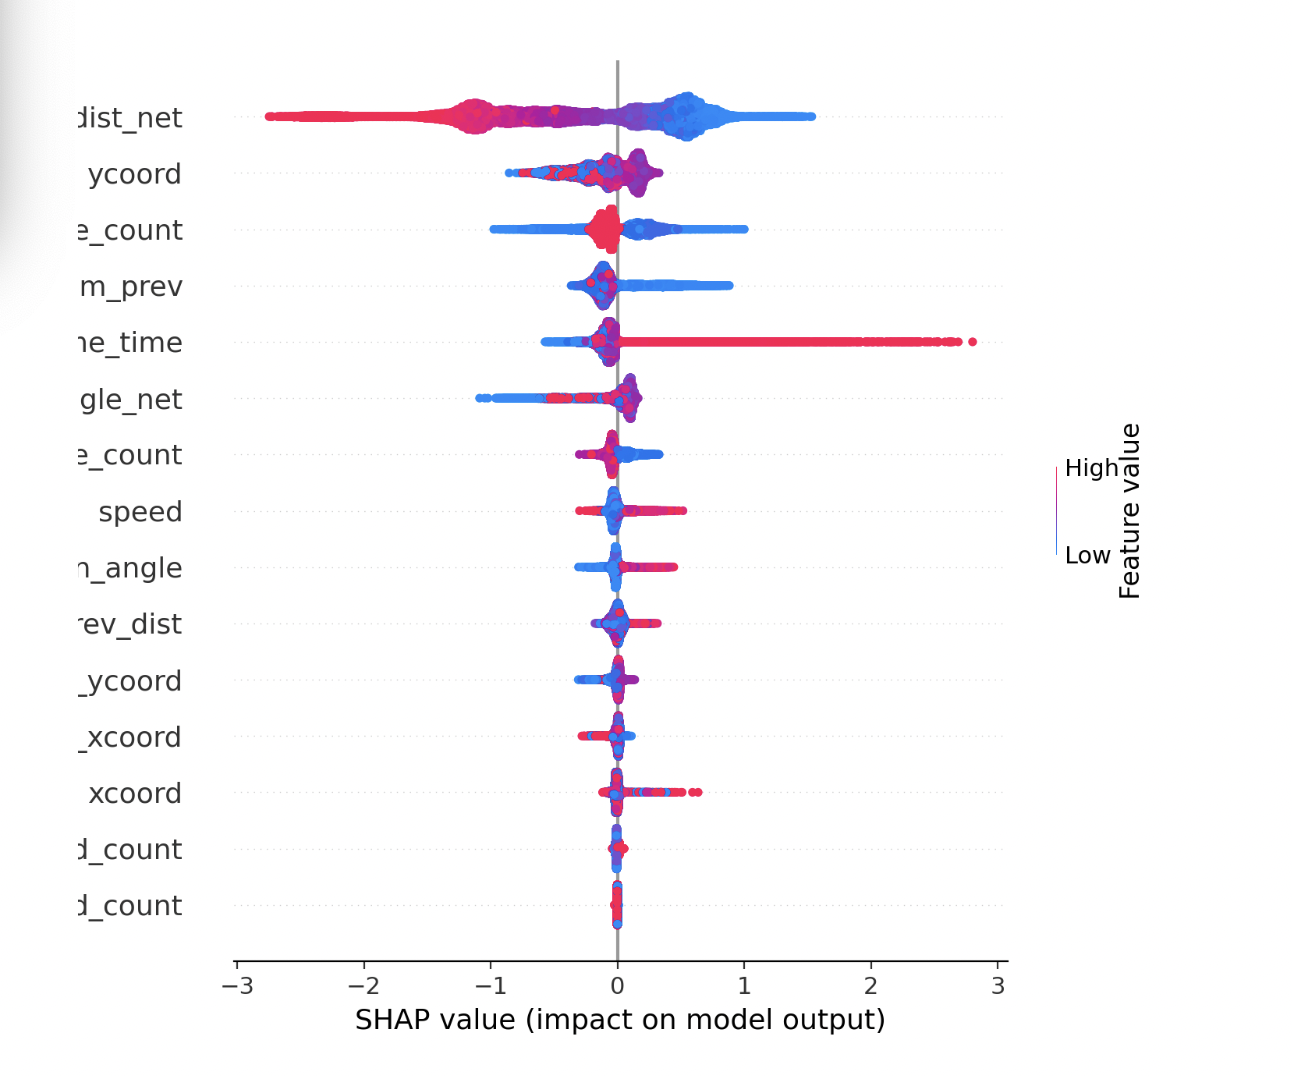 dist_net
ycoord
e_count
m_prev
ne_time
gle_net
e_count
speed
n_angle
rev_dist
_ycoord
_xcoord
xcoord
d_count
d_count
High
Low
Feature value
−3 −2 −1 0 1 2 3
SHAP value (impact on model output)